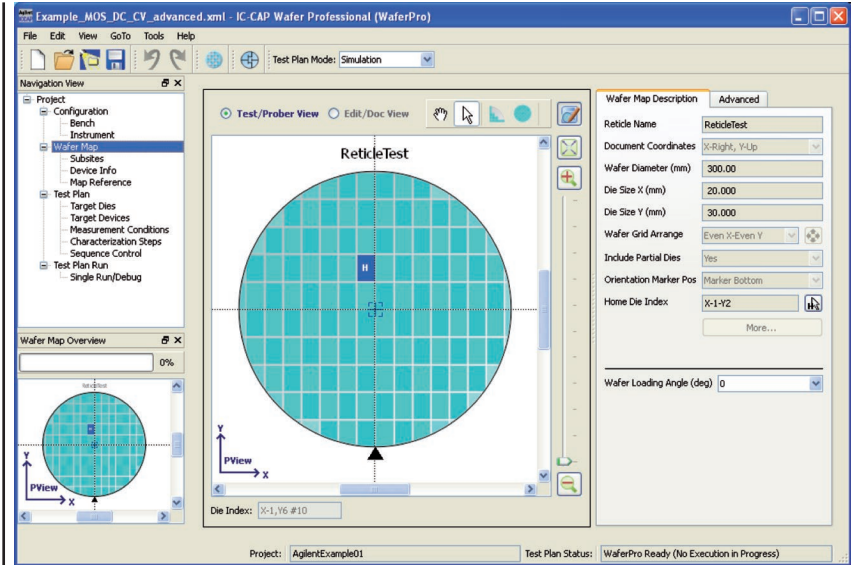 Example_MOS_DC_CV_advanced.xml - IC-CAP Wafer Professional (WaferPro)
File Edit View GoTo Tools Help
Test Plan Mode: Simulation
Navigation View
Project
Configuration
Bench
Instrument
Wafer Map
Subsites
Device Info
Map Reference
Test Plan
Target Dies
Target Devices
Measurement Conditions
Characterization Steps
Sequence Control
Test Plan Run
Single Run/Debug
Wafer Map Overview
0%
ReticleTest
H
Y
PView
X
Test/Prober View Edit/Doc View
ReticleTest
H
Y
PView
X
Die Index: X-1,Y6 #10
Wafer Map Description Advanced
Reticle Name ReticleTest
Document Coordinates X-Right, Y-Up
Wafer Diameter (mm) 300.00
Die Size X (mm) 20.000
Die Size Y (mm) 30.000
Wafer Grid Arrange Even X-Even Y
Include Partial Dies Yes
Orientation Marker Pos Marker Bottom
Home Die Index X-1-Y2
More...
Wafer Loading Angle (deg) 0
Project: AgilentExample01 Test Plan Status: WaferPro Ready (No Execution in Progress)